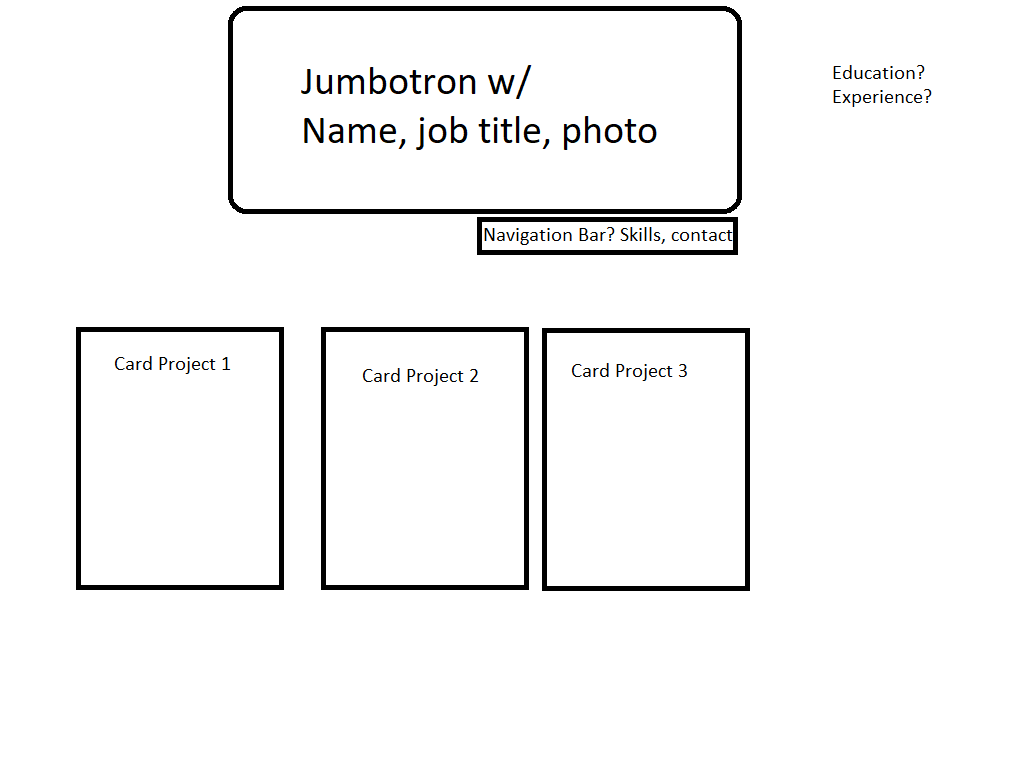 Jumbotron w/
Name, job title, photo
Education?
Experience?
Navigation Bar? Skills, contact
Card Project 1
Card Project 2
Card Project 3